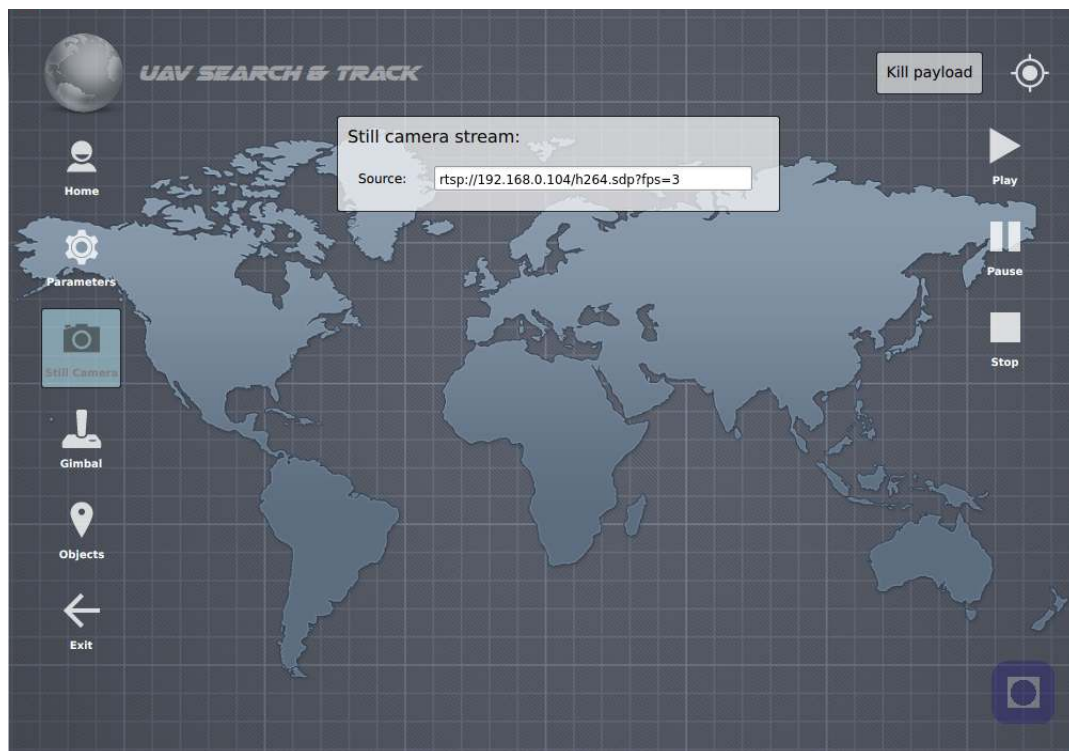 UAV SEARCH & TRACK
Kill payload
Still camera stream:
Source: rtsp://192.168.0.104/h264.sdp?fps=3
Home
Parameters
Still Camera
Gimbal
Objects
Exit
Play
Pause
Stop